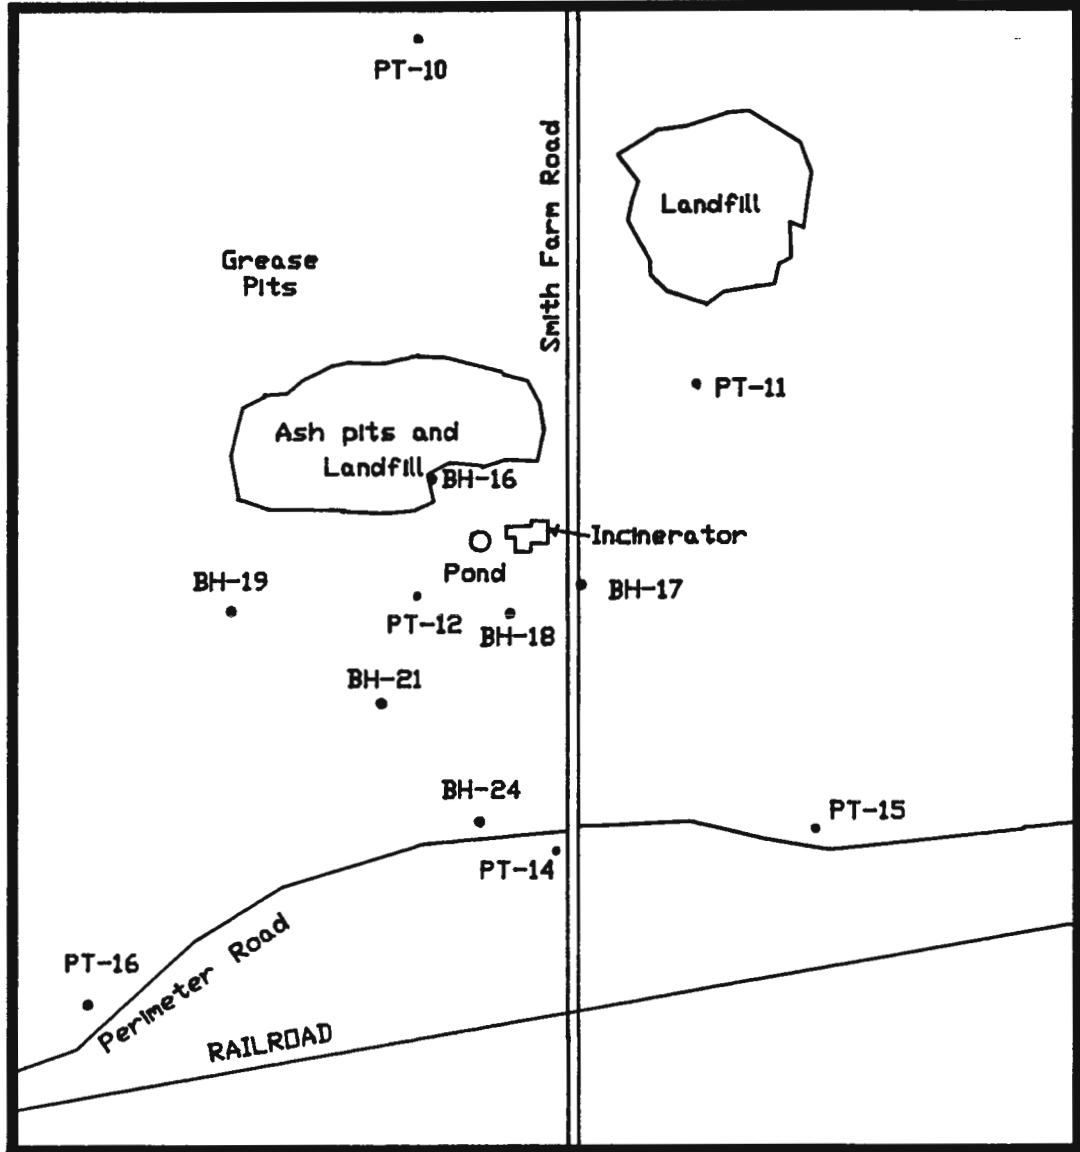 PT-10
Smith Farm Road
Landfill
Grease
Pits
PT-11
Ash pits and
Landfill
BH-16
Incinerator
Pond
BH-19
BH-17
PT-12
BH-18
BH-21
BH-24
PT-15
PT-14
PT-16
Perimeter Road
RAILROAD